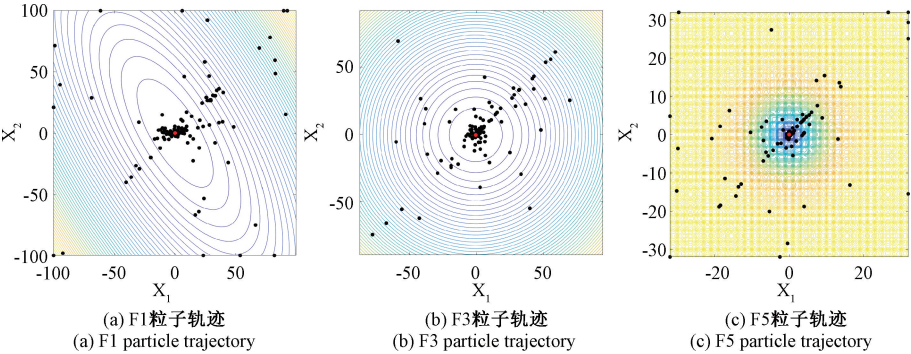 100
50
0
-50
-100
X2
-100
-50
0
50
X1
(a) F1粒子轨迹
(a) F1 particle trajectory
50
0
-50
X2
-50
0
50
X1
(b) F3粒子轨迹
(b) F3 particle trajectory
30
20
10
0
-10
-20
-30
X2
-20
0
20
X1
(c) F5粒子轨迹
(c) F5 particle trajectory